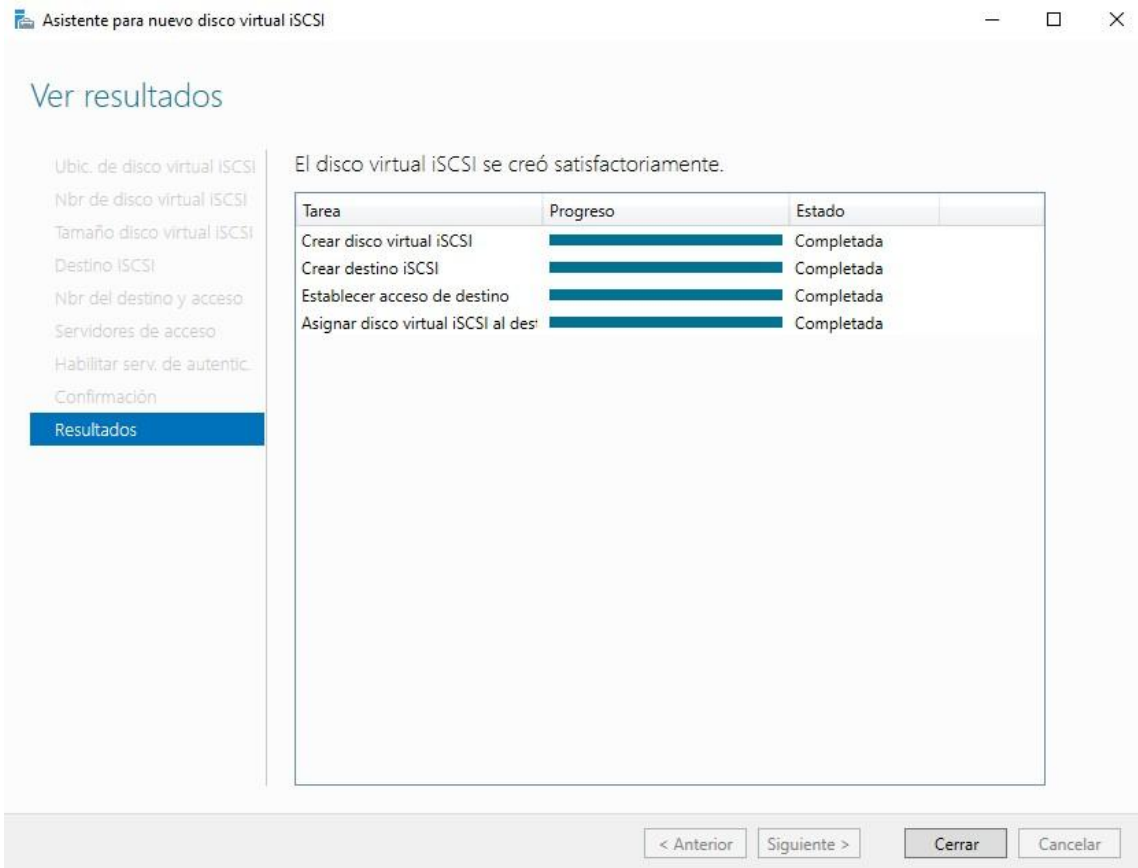 Asistente para nuevo disco virtual iSCSI
Ver resultados
Ubic. de disco virtual iSCSI
Nbr de disco virtual iSCSI
Tamaño disco virtual iSCSI
Destino iSCSI
Nbr del destino y acceso
Servidores de acceso
Habilitar serv. de autentic.
Confirmación
Resultados
El disco virtual iSCSI se creó satisfactoriamente.
Tarea Progreso Estado
Crear disco virtual iSCSI Completada
Crear destino iSCSI Completada
Establecer acceso de destino Completada
Asignar disco virtual iSCSI al des Completada
< Anterior Siguiente > Cerrar Cancelar